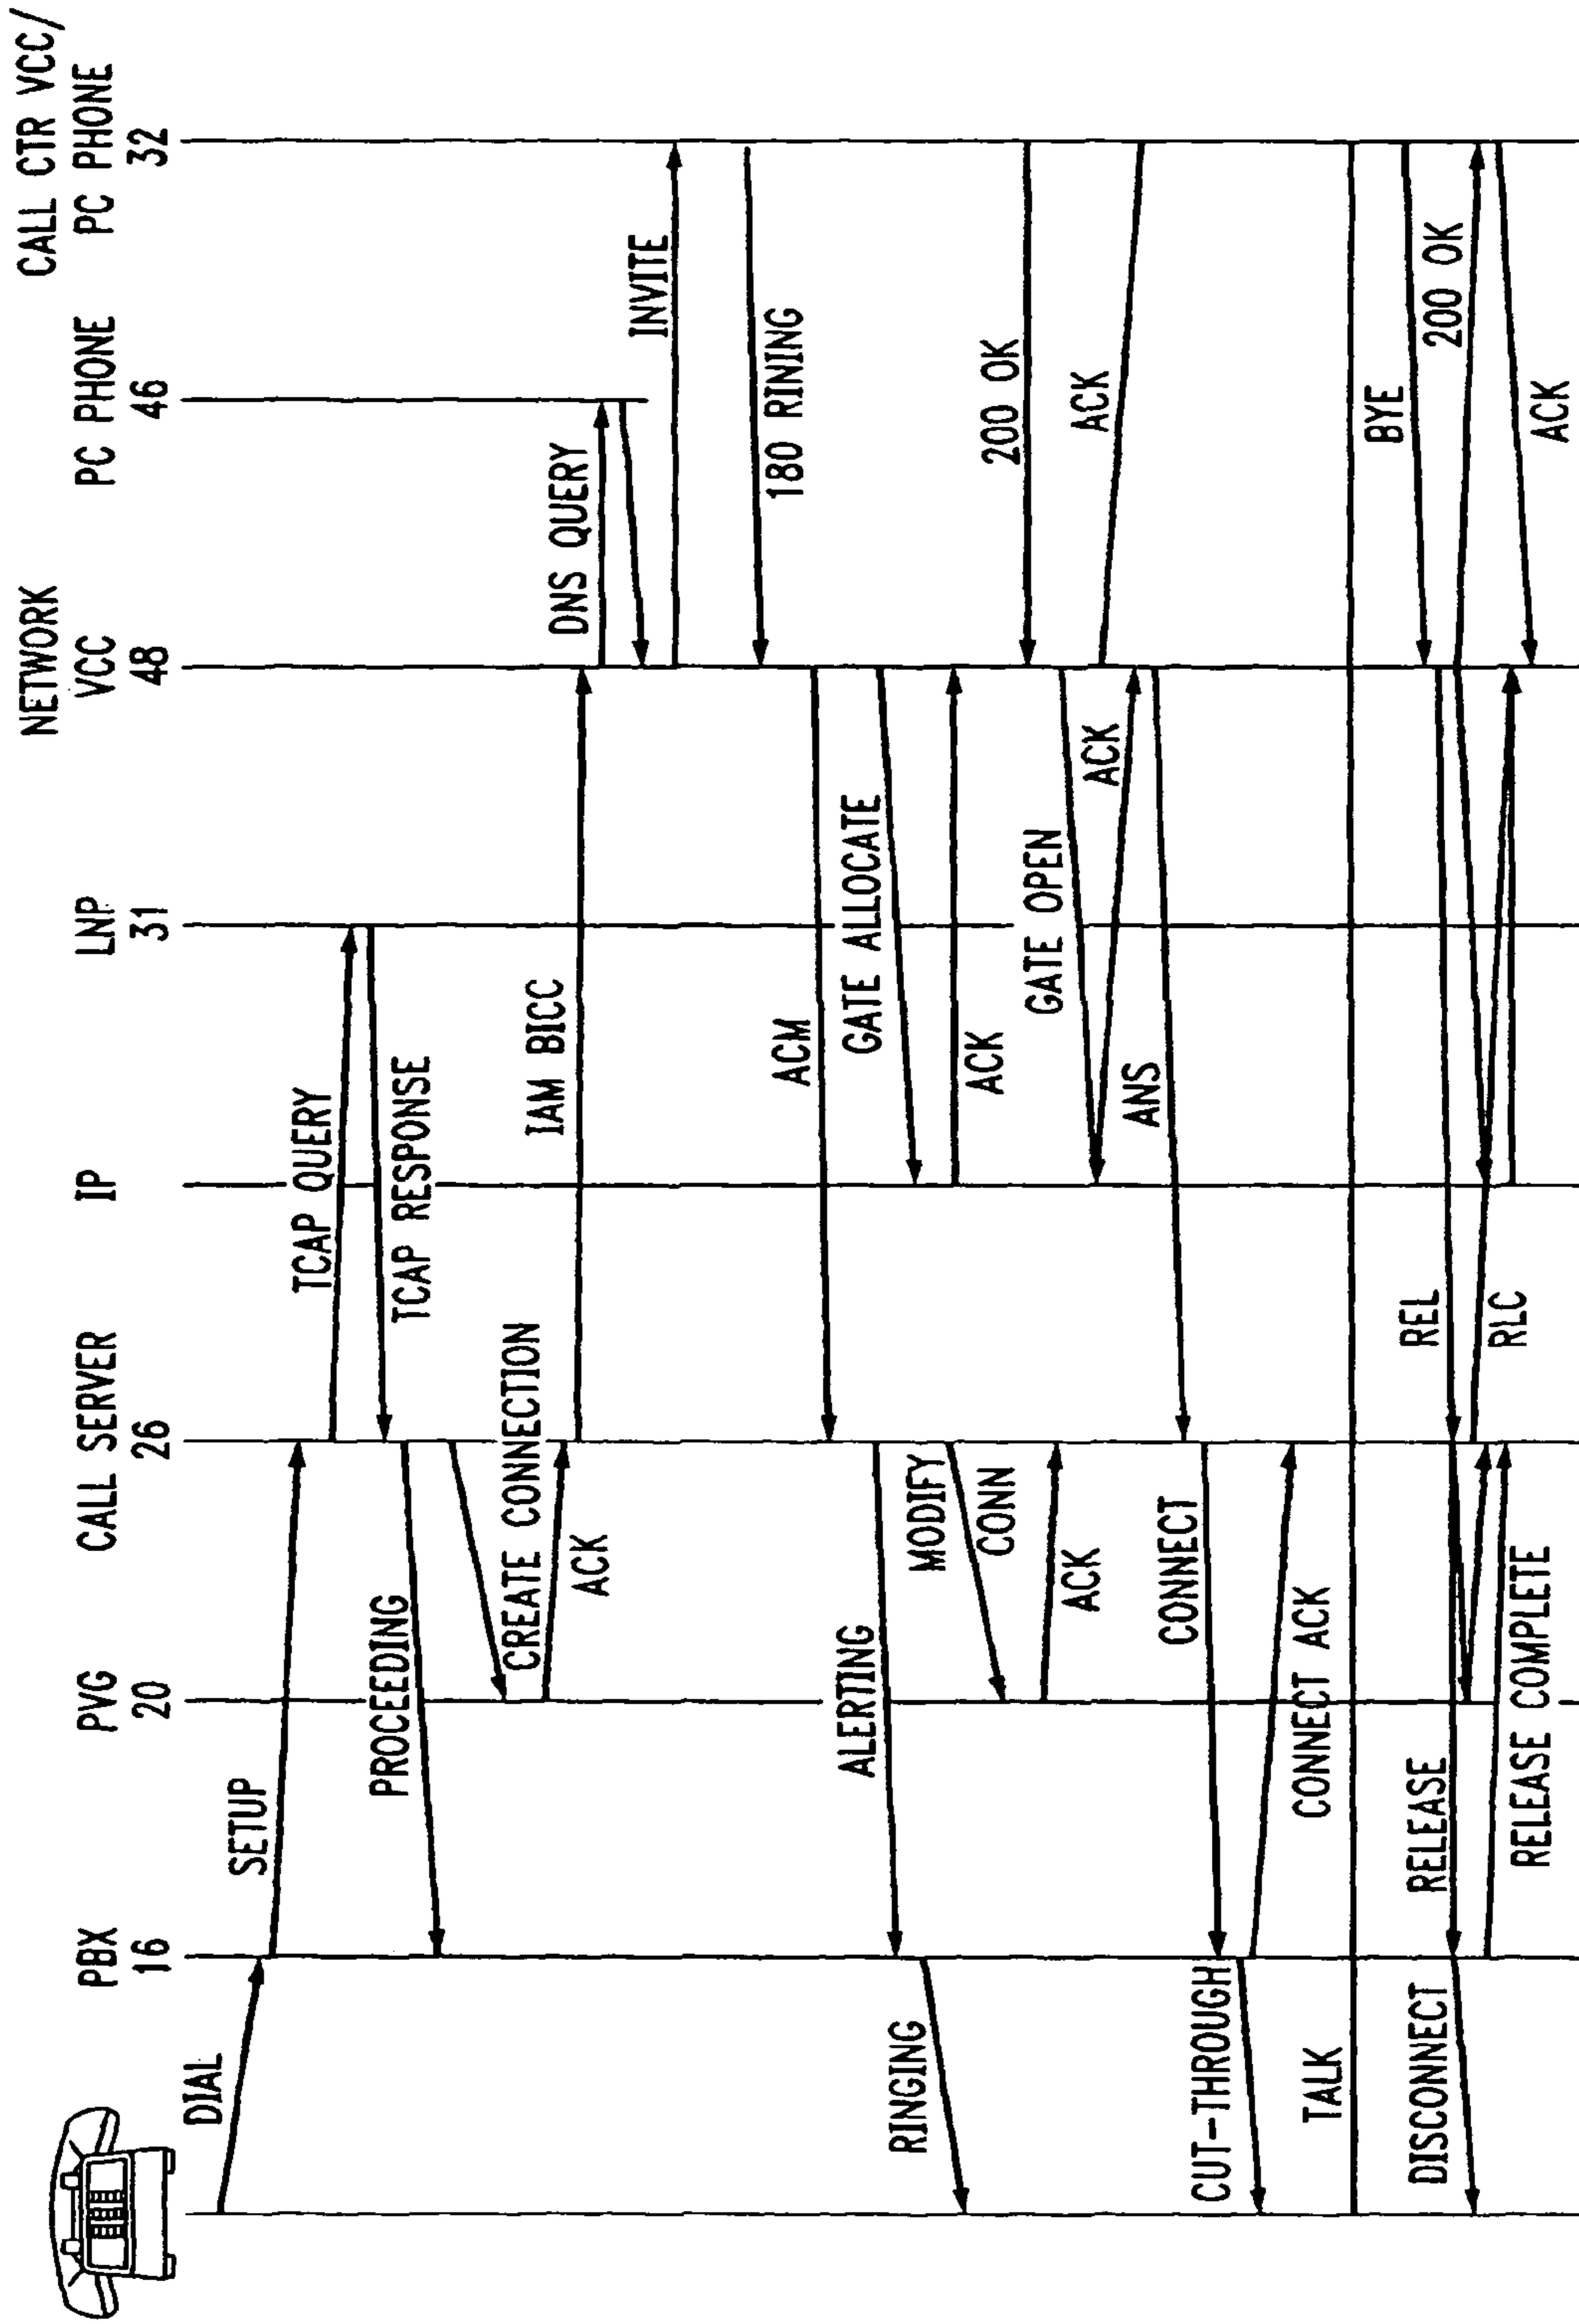 PBX
16
PVG
20
CALL SERVER
26
IP
LNP
31
NETWORK
VCC
48
PC PHONE
46
CALL CTR VCC/
PC PHONE
32
DIAL
SETUP
TCAP QUERY
TCAP RESPONSE
PROCEEDING
CREATE CONNECTION
ACK
IAM BICC
DNS QUERY
INVITE
180 RINING
ACM
GATE ALLOCATE
ACK
ALERTING
RINGING
MODIFY
CONN
ACK
200 OK
GATE OPEN
ACK
ACK
ANS
CONNECT
CUT-THROUGH
CONNECT ACK
TALK
BYE
REL
200 OK
RELEASE
DISCONNECT
RLC
RELEASE COMPLETE
ACK